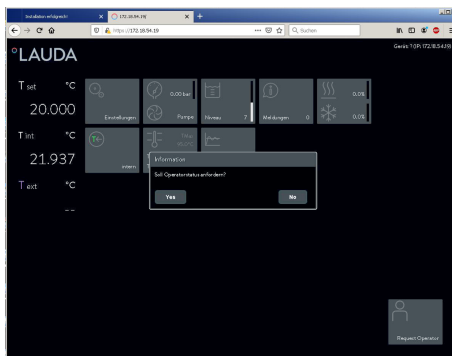 Installation erfolgreich!
172.18.54.19/
https://172.18.54.19
Suchen
°LAUDA
Gerät: ? (IP: 172.18.54.19)
T set °C
20.000
T int °C
21.937
T ext °C
--
Einstellungen
0.00 bar
Pumpe
Niveau 7
Meldungen 0
0.0%
0.0%
intern
Information
Soll Operatorstatus anfordern?
Yes
No
Request Operator